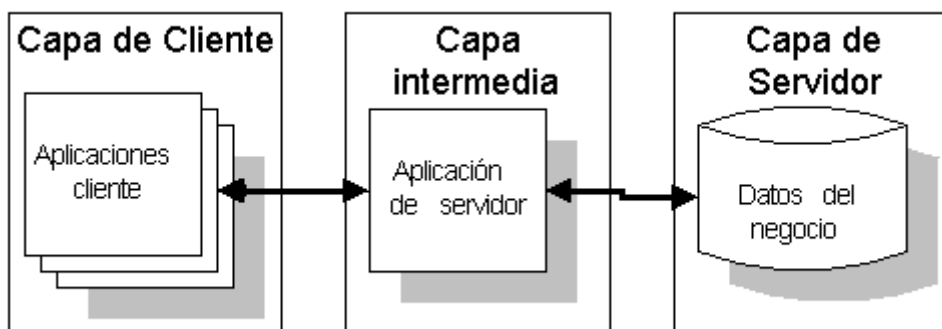 Capa de Cliente
Aplicaciones
cliente
Capa
intermedia
Aplicación
de servidor
Capa de
Servidor
Datos del
negocio